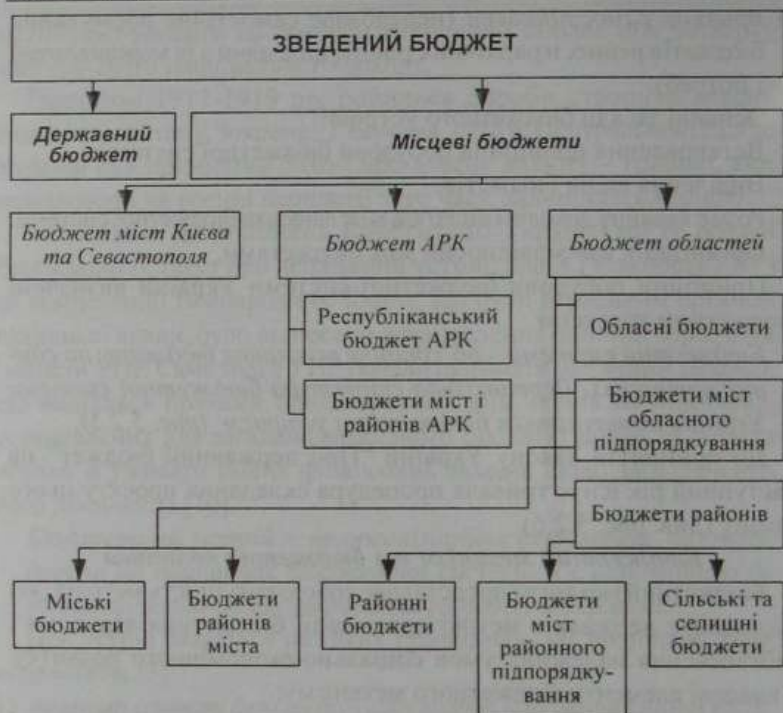 ЗВЕДЕНИЙ БЮДЖЕТ
Державний
бюджет
Місцеві бюджети
Бюджет міст Києва
та Севастополя
Бюджет АРК
Бюджет областей
Республіканський
бюджет АРК
Бюджети міст і
районів АРК
Обласні бюджети
Бюджети міст
обласного
підпорядкування
Бюджети районів
Міські
бюджети
Бюджети
районів
міста
Районні
бюджети
Бюджети
міст
районного
підпорядку-
вання
Сільські та
селищні
бюджети